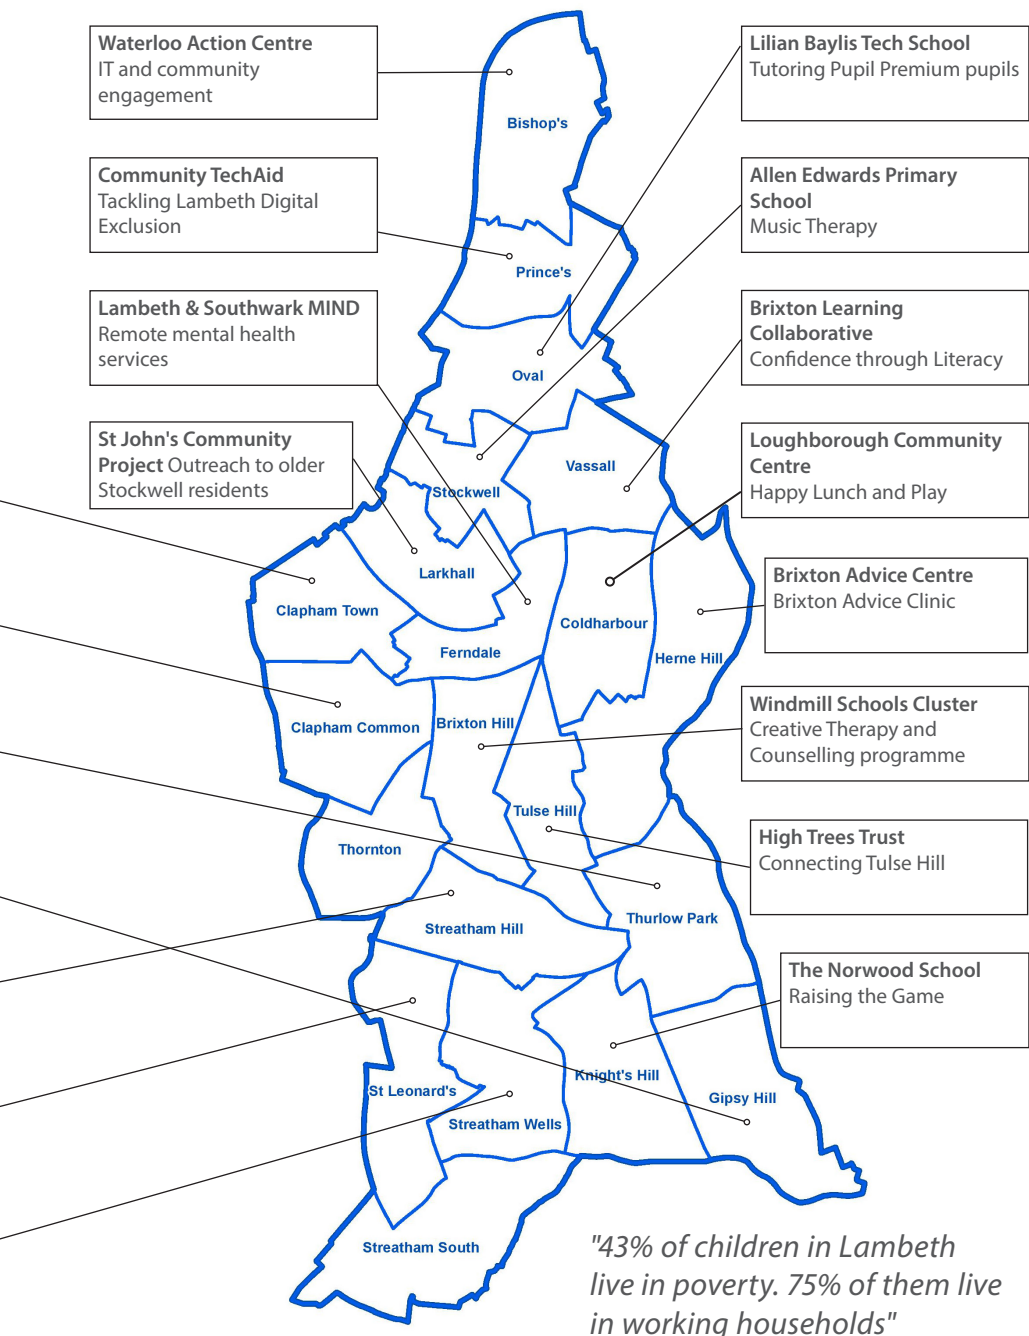 Waterloo Action Centre
IT and community
engagement
Community TechAid
Tackling Lambeth Digital
Exclusion
Lambeth & Southwark MIND
Remote mental health
services
St John's Community
Project Outreach to older
Stockwell residents
Lilian Baylis Tech School
Tutoring Pupil Premium pupils
Allen Edwards Primary
School
Music Therapy
Brixton Learning
Collaborative
Confidence through Literacy
Loughborough Community
Centre
Happy Lunch and Play
Brixton Advice Centre
Brixton Advice Clinic
Windmill Schools Cluster
Creative Therapy and
Counselling programme
High Trees Trust
Connecting Tulse Hill
The Norwood School
Raising the Game
Bishop's
Prince's
Oval
Vassall
Stockwell
Larkhall
Clapham Town
Coldharbour
Ferndale
Herne Hill
Brixton Hill
Clapham Common
Tulse Hill
Thornton
Thurlow Park
Streatham Hill
Knight's Hill
St Leonard's
Gipsy Hill
Streatham Wells
Streatham South
"43% of children in Lambeth
live in poverty. 75% of them live
in working households"